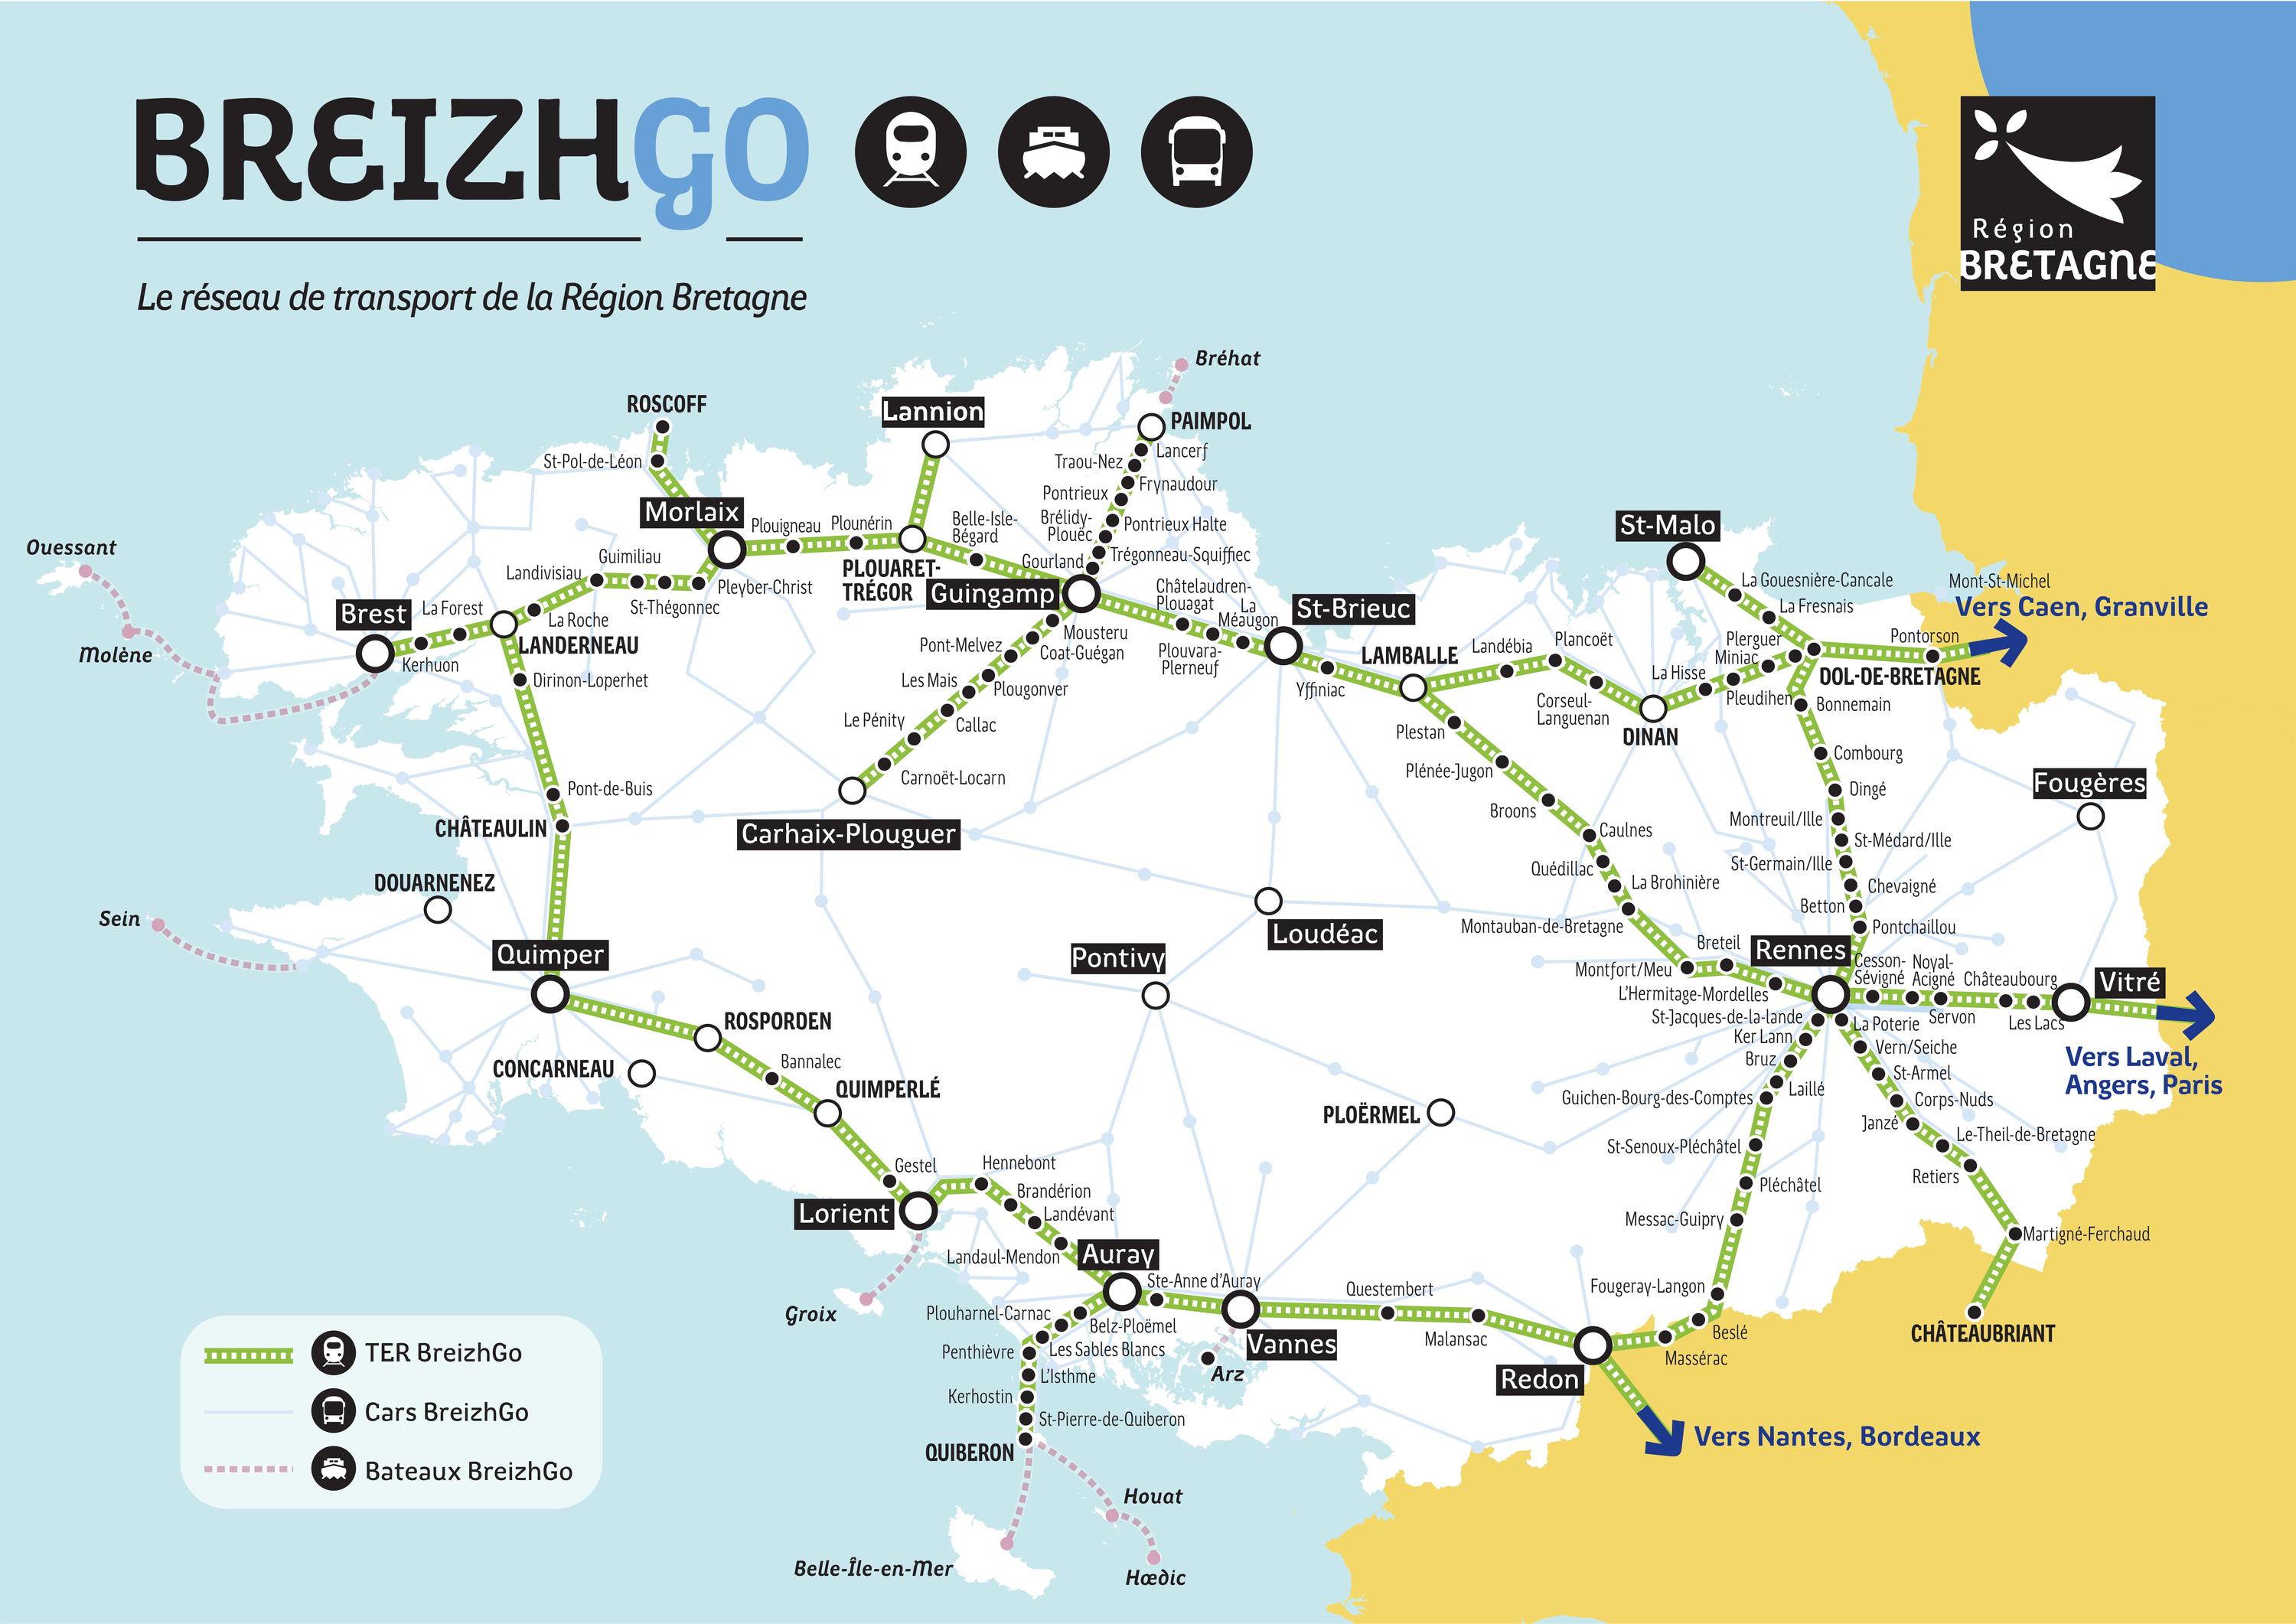 BREIZHGO
Le réseau de transport de la Région Bretagne
Région
BRETAGNE
Bréhat
ROSCOFF
Lannion
PAIMPOL
St-Pol-de-Léon
Lancerf
Traou-Nez
Frynaudour
Pontrieux
Morlaix
Plouigneau
Plounérin
Belle-Isle-
Bégard
Brélidy-
Plouëc
Pontrieux Halte
St-Malo
Ouessant
Guimiliau
Gourland
Trégonneau-Squiffiec
Landivisiau
PLOUARET-
TRÉGOR
Guingamp
Châtelaudren-
Plouagat
La Gouesnière-Cancale
Mont-St-Michel
Vers Caen, Granville
Brest
La Forest
St-Thégonnec
Pleyber-Christ
La
Méaugon
St-Brieuc
La Fresnais
La Roche
Molène
LANDERNEAU
Kerhuon
Mousteru
Pont-Melvez
Coat-Guégan
Plouvara-
Plerneuf
LAMBALLE
Landébia
Plancoët
Plerguer
Miniac
Pontorson
Dirinon-Loperhet
Les Mais
Plougonver
Yffiniac
La Hisse
DOL-DE-BRETAGNE
Le Pénity
Callac
Corseul-
Languenan
Pleudihen
Bonnemain
Plestan
DINAN
Carnoët-Locarn
Plénée-Jugon
Combourg
Pont-de-Buis
Dingé
Fougères
CHÂTEAULIN
Carhaix-Plouguer
Broons
Caulnes
Montreuil/Ille
St-Médard/Ille
DOUARNENEZ
Quédillac
La Brohinière
St-Germain/Ille
Chevaigné
Sein
Loudéac
Montauban-de-Bretagne
Betton
Pontchaillou
Quimper
Pontivy
Breteil
Rennes
Montfort/Meu
Cesson-
Sévigné
Noyal-
Acigné
Châteaubourg
Vitré
L'Hermitage-Mordelles
ROSPORDEN
St-Jacques-de-la-lande
La Poterie
Servon
Les Lacs
Ker Lann
Vern/Seiche
Vers Laval,
Angers, Paris
CONCARNEAU
Bannalec
Bruz
St-Armel
QUIMPERLÉ
Laillé
Guichen-Bourg-des-Comptes
Corps-Nuds
PLOËRMEL
Janzé
Le-Theil-de-Bretagne
St-Senoux-Pléchâtel
Gestel
Hennebont
Retiers
Brandérion
Pléchâtel
Lorient
Landévant
Messac-Guipry
Martigné-Ferchaud
Landaul-Mendon
Auray
Ste-Anne d'Auray
Questembert
Fougeray-Langon
Groix
Plouharnel-Carnac
Belz-Ploëmel
Vannes
Malansac
Beslé
CHÂTEAUBRIANT
Penthièvre
Les Sables Blancs
Massérac
L'Isthme
Arz
Redon
Kerhostin
St-Pierre-de-Quiberon
QUIBERON
Vers Nantes, Bordeaux
Houat
Belle-Île-en-Mer
Hœdic
TER BreizhGo
Cars BreizhGo
Bateaux BreizhGo